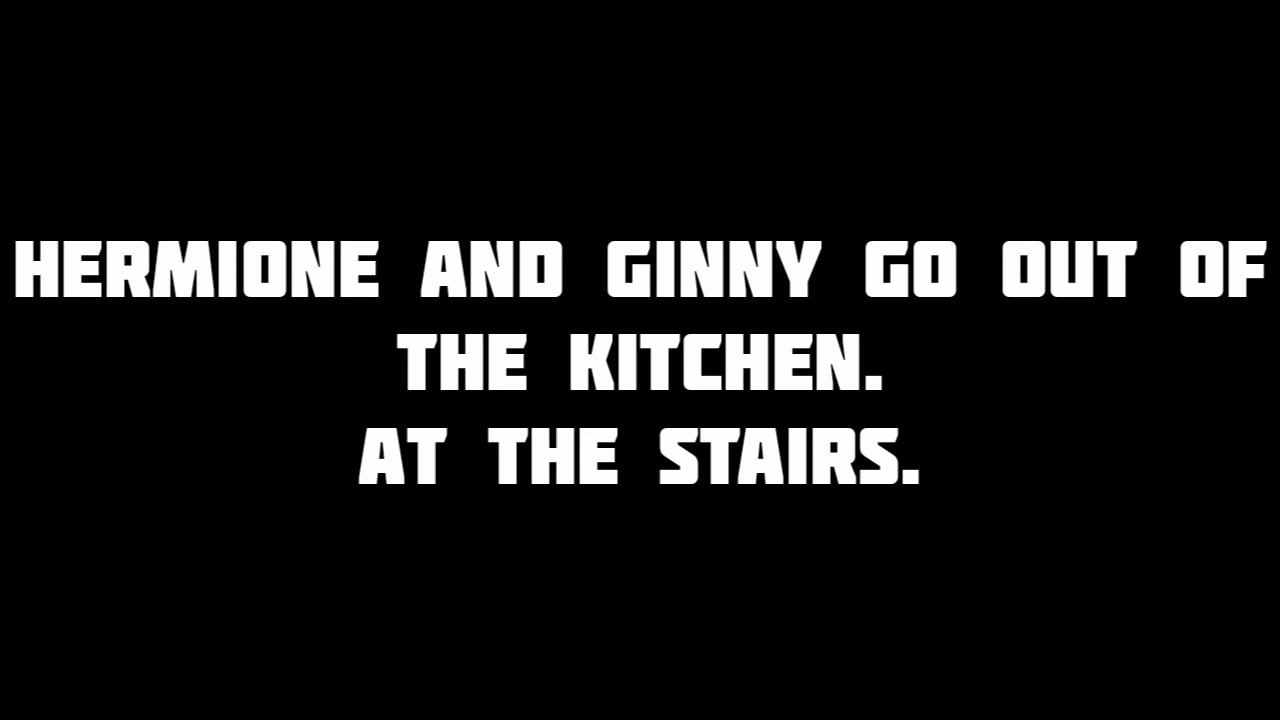 HERMIONE AND GINNY GO OUT OF
THE KITCHEN.
AT THE STAIRS.